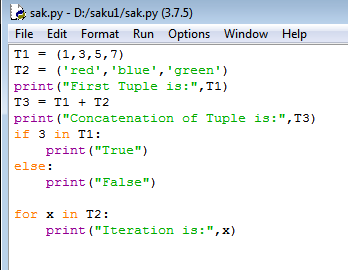 sak.py - D:/saku1/sak.py (3.7.5)
File Edit Format Run Options Window Help
T1 = (1,3,5,7)
T2 = ('red','blue','green')
print("First Tuple is:",T1)
T3 = T1 + T2
print("Concatenation of Tuple is:",T3)
if 3 in T1:
    print("True")
else:
    print("False")

for x in T2:
    print("Iteration is:",x)